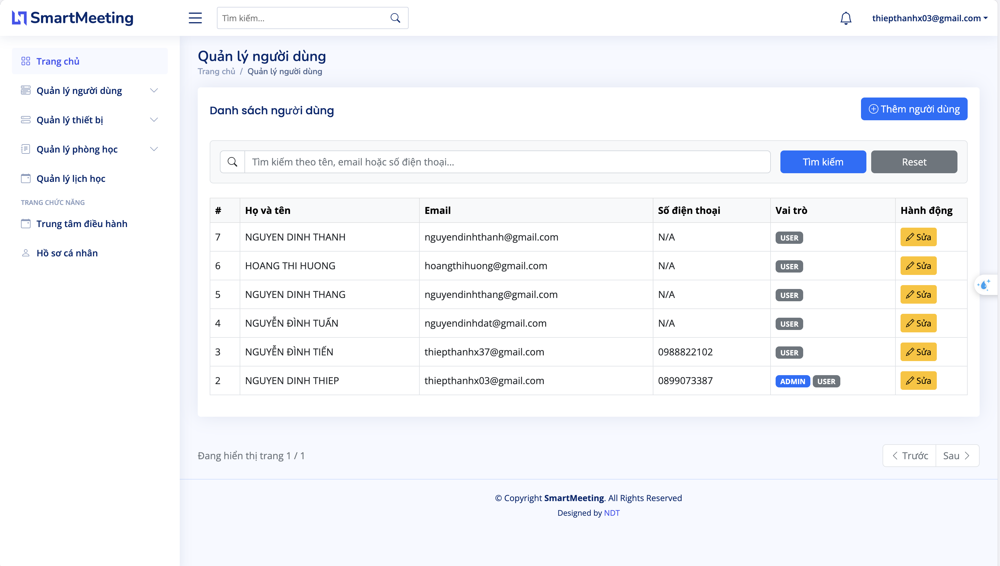 SmartMeeting
Tìm kiếm...
thiepthanhx03@gmail.com
Trang chủ
Quản lý người dùng
Quản lý thiết bị
Quản lý phòng học
Quản lý lịch học
TRANG CHỨC NĂNG
Trung tâm điều hành
Hồ sơ cá nhân
Quản lý người dùng
Trang chủ / Quản lý người dùng
Danh sách người dùng
Thêm người dùng
Tìm kiếm theo tên, email hoặc số điện thoại...
Tìm kiếm
Reset
# Họ và tên Email Số điện thoại Vai trò Hành động
7 NGUYEN DINH THANH nguyendinhthanh@gmail.com N/A USER Sửa
6 HOANG THI HUONG hoangthihuong@gmail.com N/A USER Sửa
5 NGUYEN DINH THANG nguyendinhthang@gmail.com N/A USER Sửa
4 NGUYỄN ĐÌNH TUẤN nguyendinhdat@gmail.com N/A USER Sửa
3 NGUYỄN ĐÌNH TIẾN thiepthanhx37@gmail.com 0988822102 USER Sửa
2 NGUYEN DINH THIEP thiepthanhx03@gmail.com 0899073387 ADMIN USER Sửa
Đang hiển thị trang 1 / 1
Trước
Sau
© Copyright SmartMeeting. All Rights Reserved
Designed by NDT